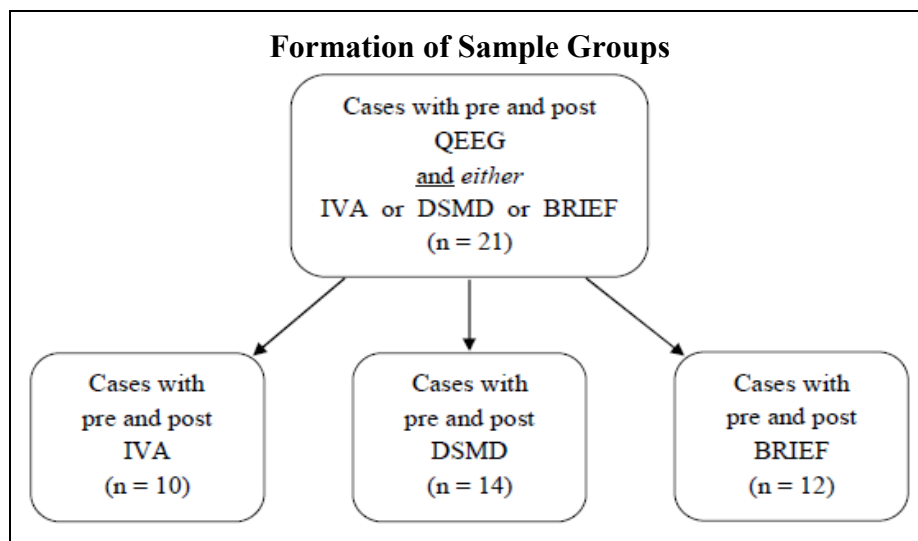 Formation of Sample Groups
Cases with pre and post
QEEG
and either
IVA or DSMD or BRIEF
(n = 21)
Cases with
pre and post
IVA
(n = 10)
Cases with
pre and post
DSMD
(n = 14)
Cases with
pre and post
BRIEF
(n = 12)